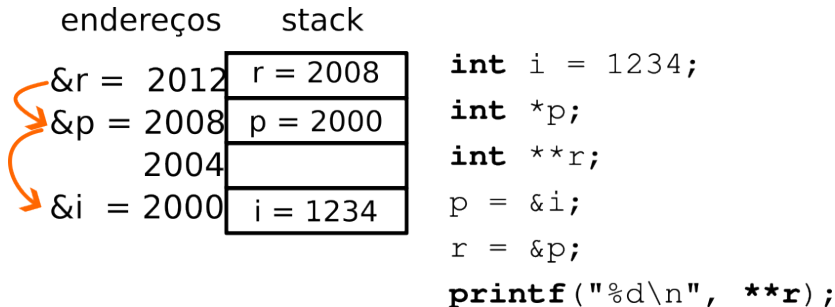 endereços stack
&r = 2012 r = 2008
&p = 2008 p = 2000
2004
&i = 2000 i = 1234
int i = 1234;
int *p;
int **r;
p = &i;
r = &p;
printf("%d\n", **r);